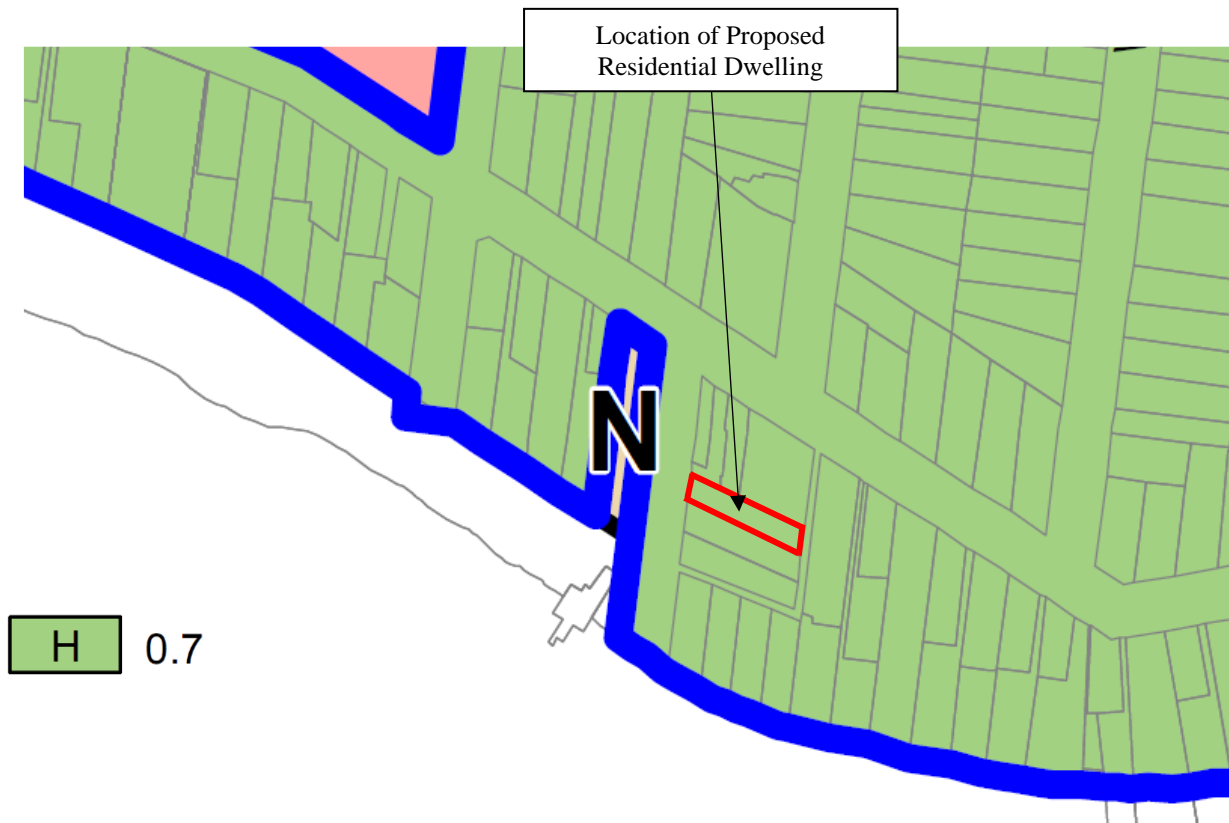 Location of Proposed
Residential Dwelling
N
H 0.7